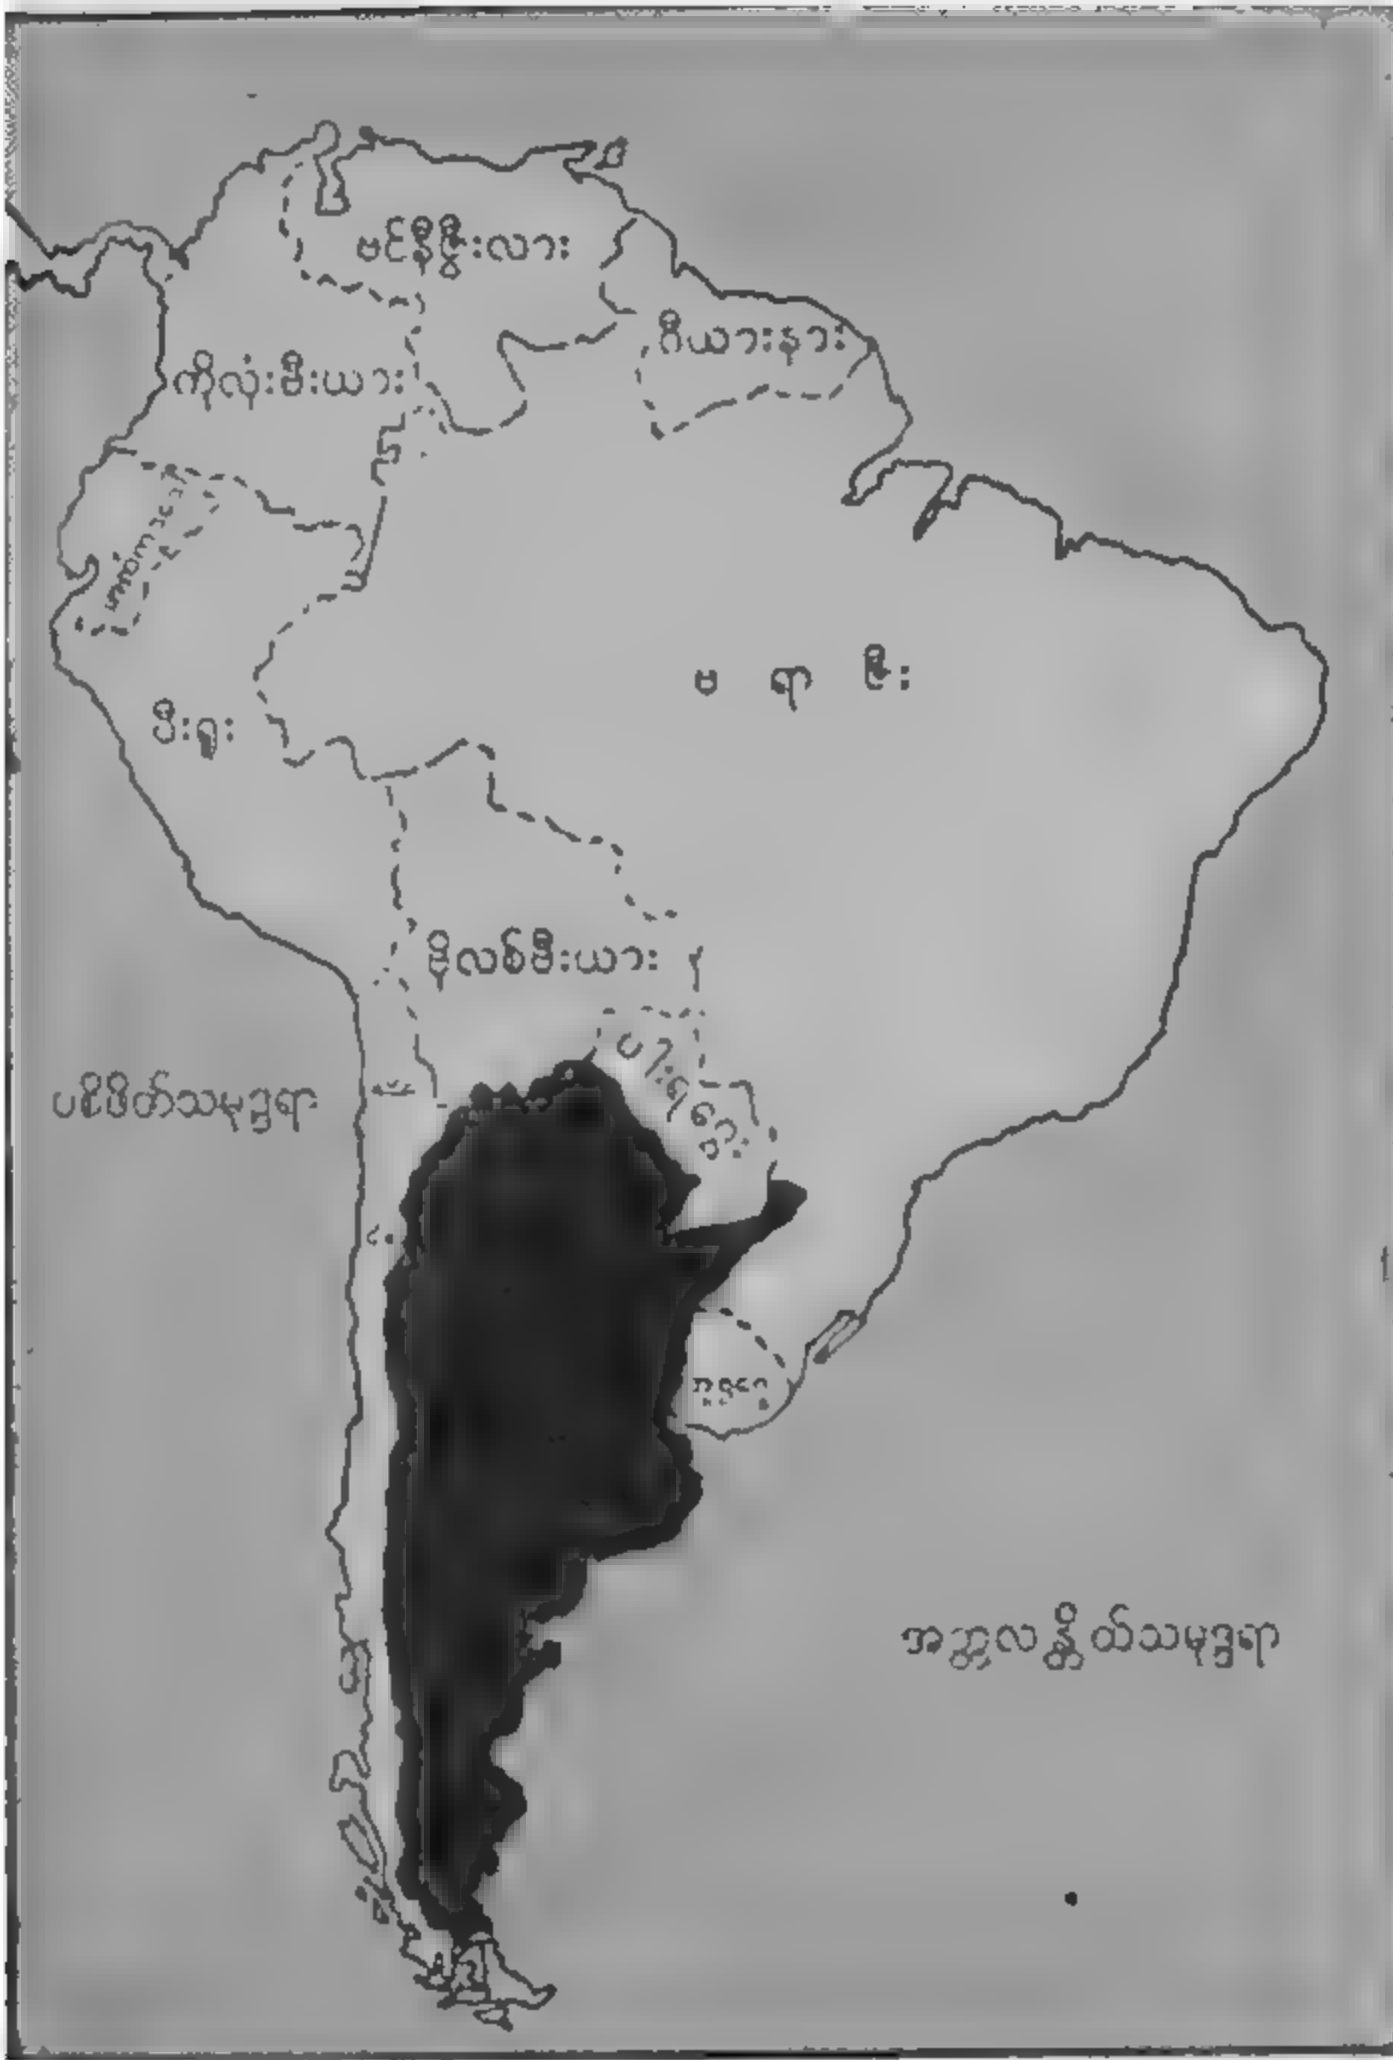 ဗင်နီဇွီးလား
ဂီယားနား
ကိုလံးဗီးယား
ဗရာဇီး
ပီးရူး
ဗိုလစ်ဗီးယား
ပါးရဂွေး
ပစိဖိတ်သမုဒ္ဒရာ
အတ္တလန္တိတ်သမုဒ္ဒရာ